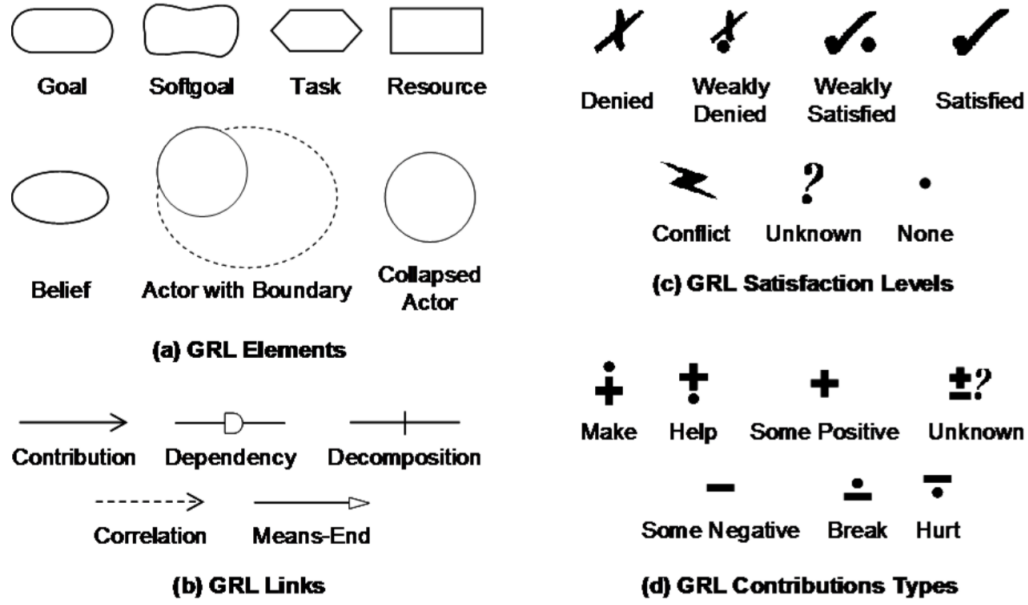 Goal Softgoal Task Resource
Belief Actor with Boundary Collapsed
Actor
(a) GRL Elements
Contribution Dependency Decomposition
Correlation Means-End
(b) GRL Links
Denied Weakly Denied Weakly Satisfied Satisfied
?
Conflict Unknown None
(c) GRL Satisfaction Levels
+ + + ±?
Make Help Some Positive Unknown
− − −
Some Negative Break Hurt
(d) GRL Contributions Types